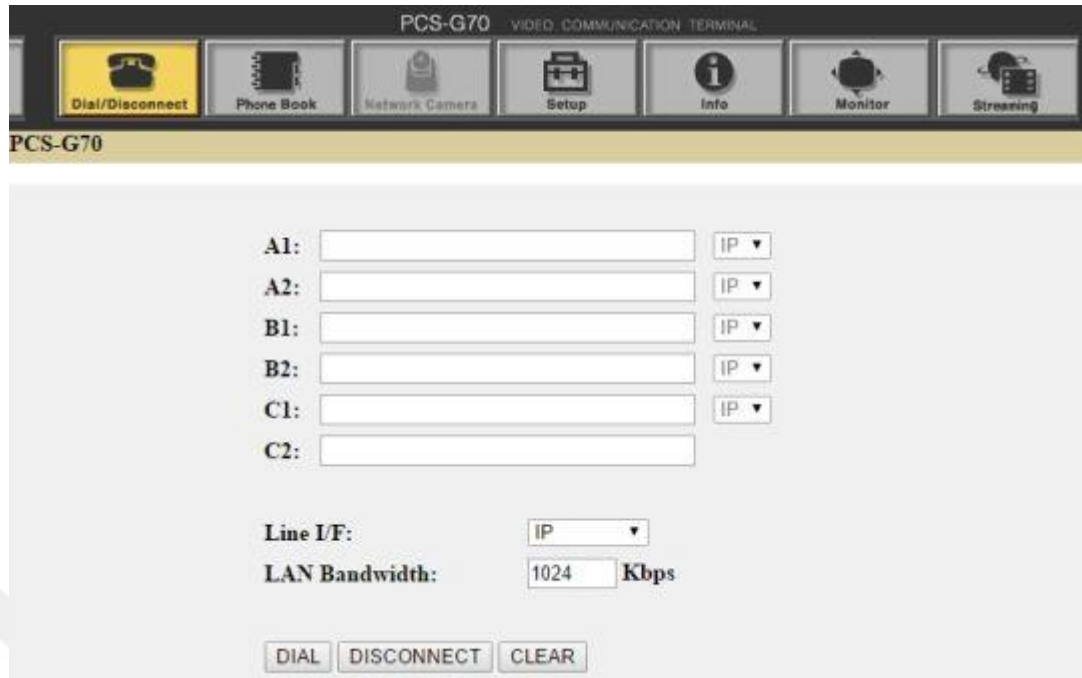 PCS-G70 VIDEO COMMUNICATION TERMINAL
Dial/Disconnect Phone Book Network Camera Setup Info Monitor Streaming
PCS-G70
A1: IP
A2: IP
B1: IP
B2: IP
C1: IP
C2:
Line I/F: IP
LAN Bandwidth: 1024 Kbps
DIAL DISCONNECT CLEAR